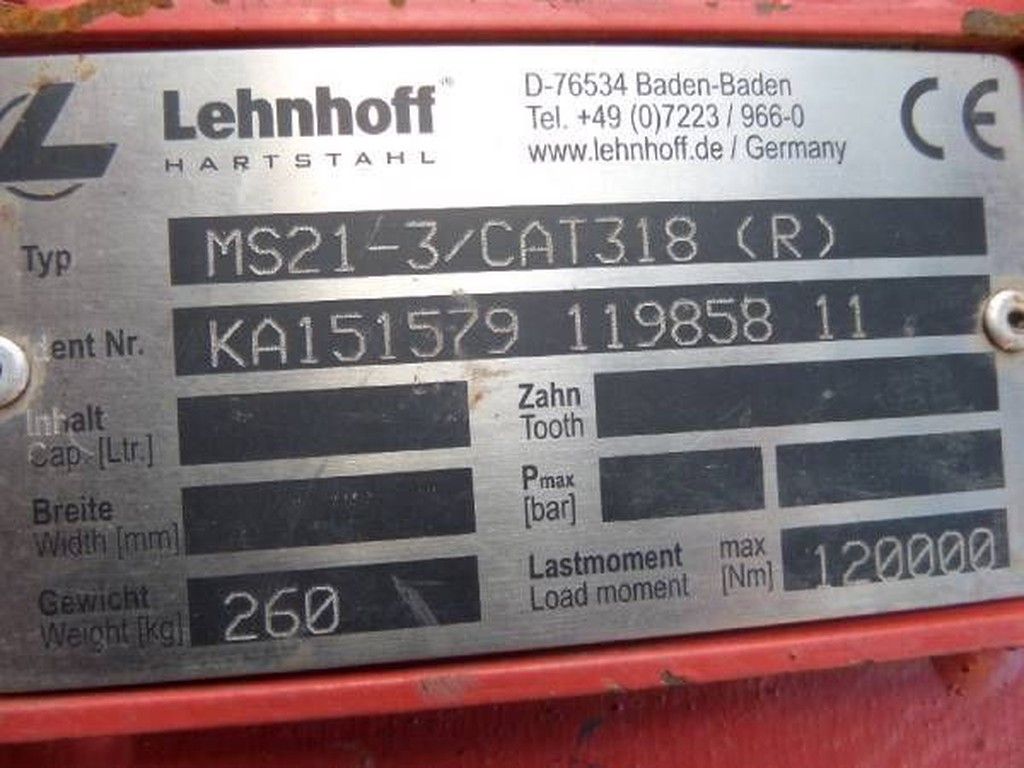 Lehnhoff®
HARTSTAHL
D-76534 Baden-Baden
Tel. +49 (0)7223 / 966-0
www.lehnhoff.de / Germany
CE
Typ MS21-3/CAT318 (R)
Ident Nr. KA151579 119858 11
Inhalt
Cap. [Ltr.]
Zahn
Tooth
Breite
Width [mm]
Pmax
[bar]
Gewicht
Weight [kg] 260
Lastmoment
Load moment
max
[Nm] 120000